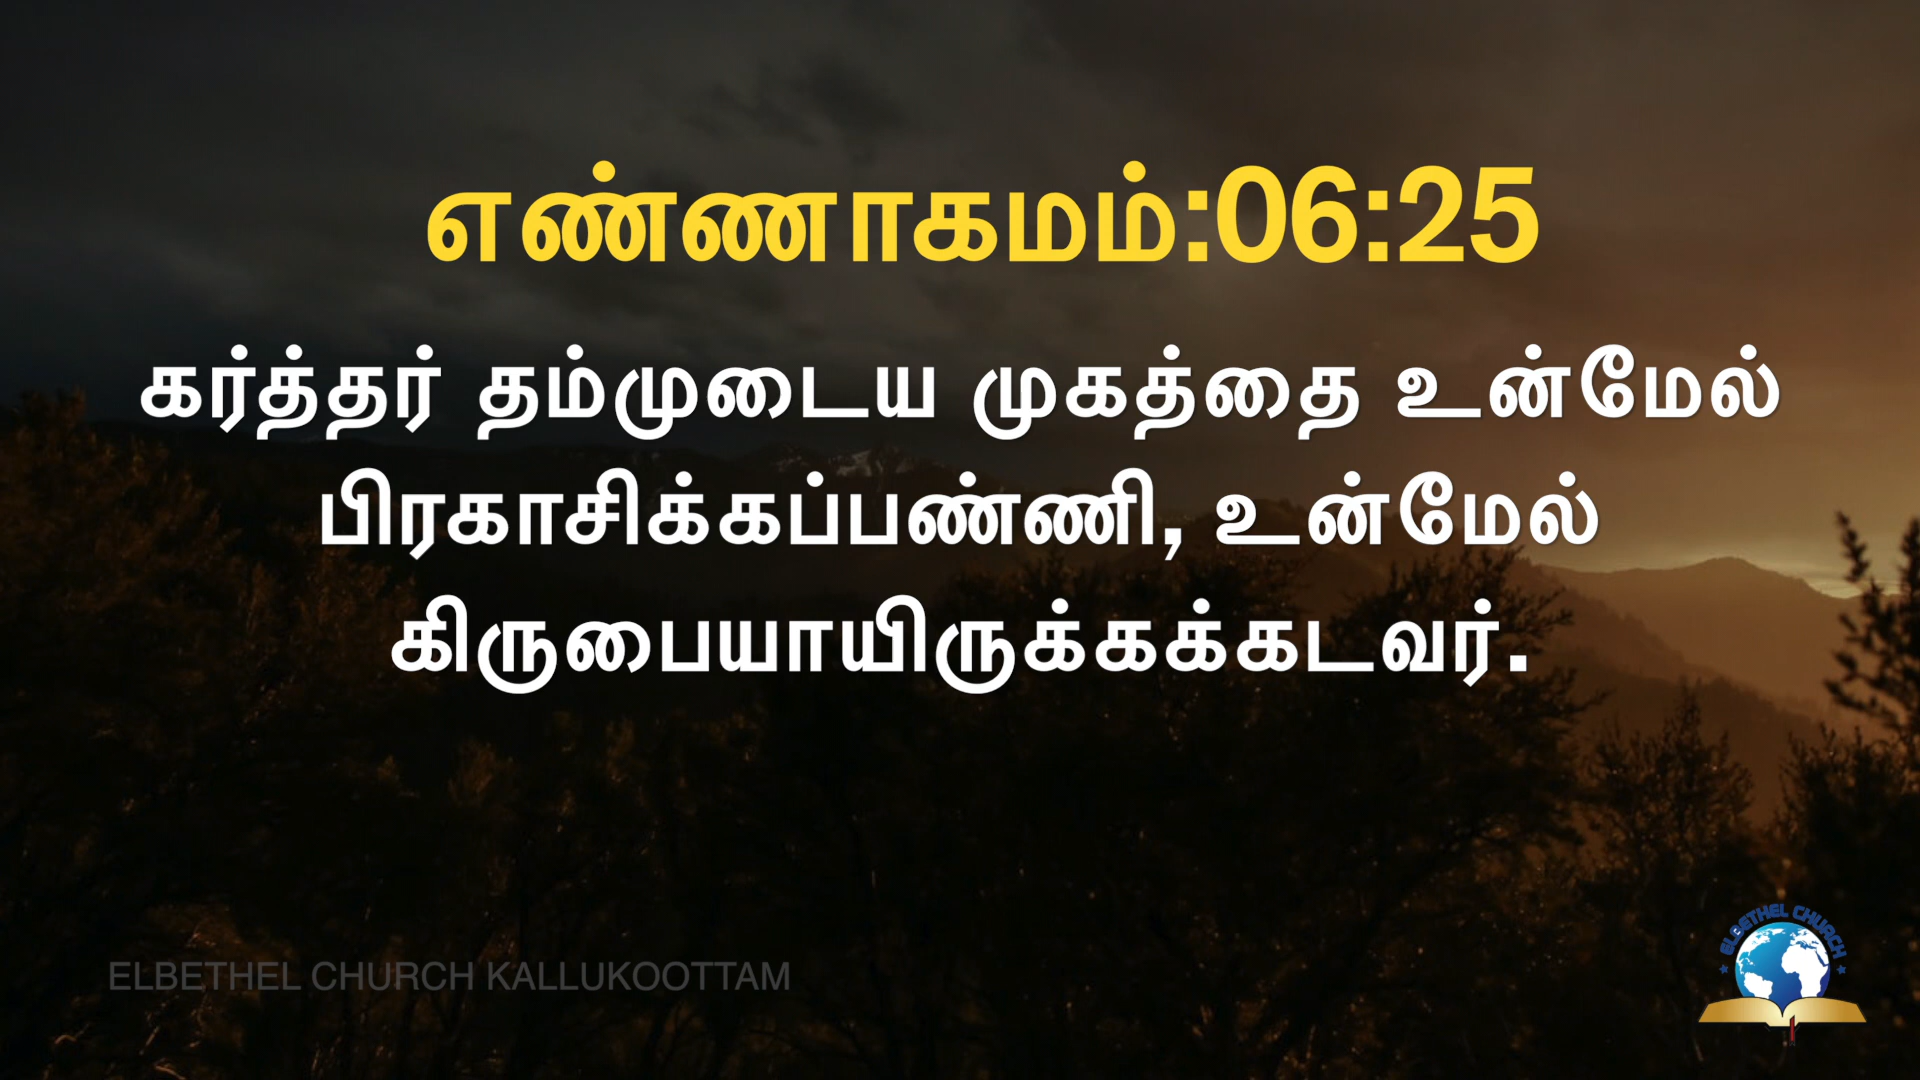 எண்ணாகமம்:06:25
கர்த்தர் தம்முடைய முகத்தை உன்மேல்
பிரகாசிக்கப்பண்ணி, உன்மேல்
கிருபையாயிருக்கக்கடவர்.
ELBETHEL CHURCH KALLUKOOTTAM
ELBETHEL CHURCH